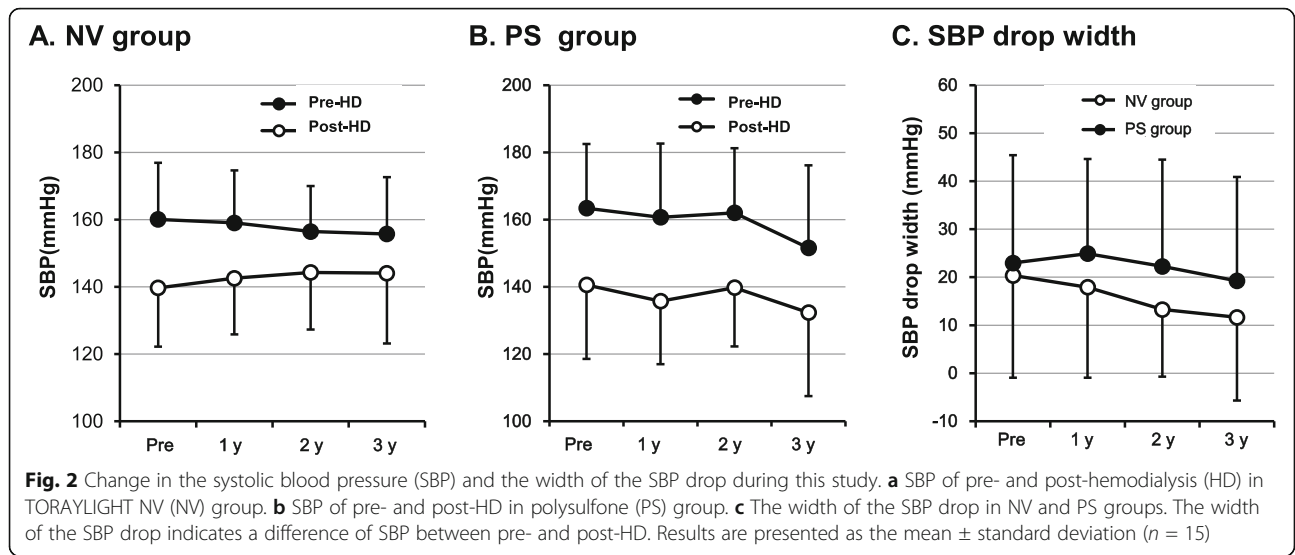 A. NV group
200
180
160
140
120
100
SBP(mmHg)
Pre-HD
Post-HD
Pre
1 y
2 y
3 y
B. PS group
200
180
160
140
120
100
SBP(mmHg)
Pre-HD
Post-HD
Pre
1 y
2 y
3 y
C. SBP drop width
60
50
40
30
20
10
0
-10
SBP drop width (mmHg)
NV group
PS group
Pre
1 y
2 y
3 y
Fig. 2 Change in the systolic blood pressure (SBP) and the width of the SBP drop during this study. a SBP of pre- and post-hemodialysis (HD) in
TORAYLIGHT NV (NV) group. b SBP of pre- and post-HD in polysulfone (PS) group. c The width of the SBP drop in NV and PS groups. The width
of the SBP drop indicates a difference of SBP between pre- and post-HD. Results are presented as the mean ± standard deviation (n = 15)